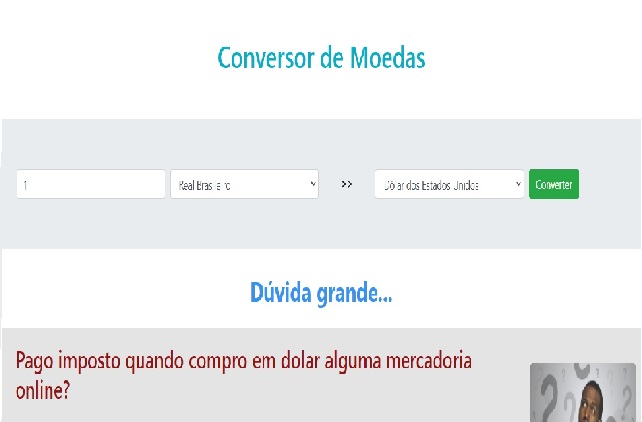 Conversor de Moedas
1 Real Brasileiro >> Dólar dos Estados Unidos Converter
Dúvida grande...
Pago imposto quando compro em dolar alguma mercadoria
online?